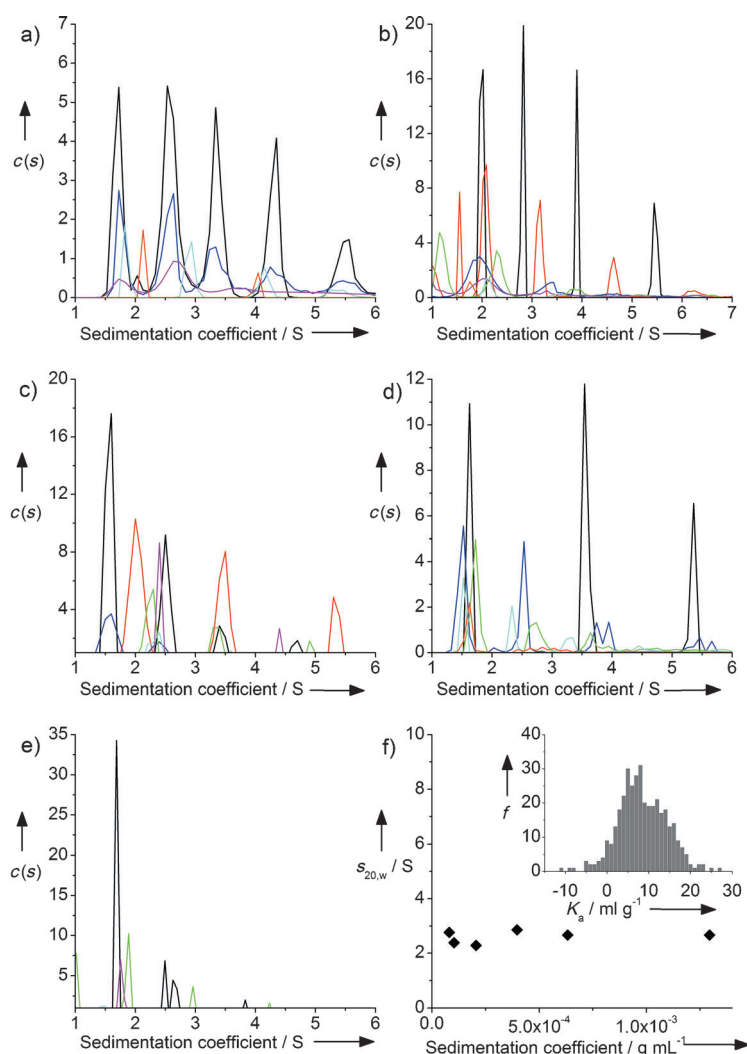 a)
7
6
5
4
c(s)
3
2
1
0
1 2 3 4 5 6
Sedimentation coefficient / S
b)
20
16
12
c(s)
8
4
0
1 2 3 4 5 6 7
Sedimentation coefficient / S
c)
20
16
12
c(s)
8
4
1 2 3 4 5 6
Sedimentation coefficient / S
d)
12
10
8
c(s)
6
4
2
0
1 2 3 4 5 6
Sedimentation coefficient / S
e)
35
30
25
20
c(s)
15
10
5
1 2 3 4 5 6
Sedimentation coefficient / S
f)
10
8
s20,w / S
6
4
2
0
0.0 5.0x10-4 1.0x10-3
Sedimentation coefficient / g mL-1
40
30
f
20
10
0
-10 0 10 20 30
Ka / ml g-1